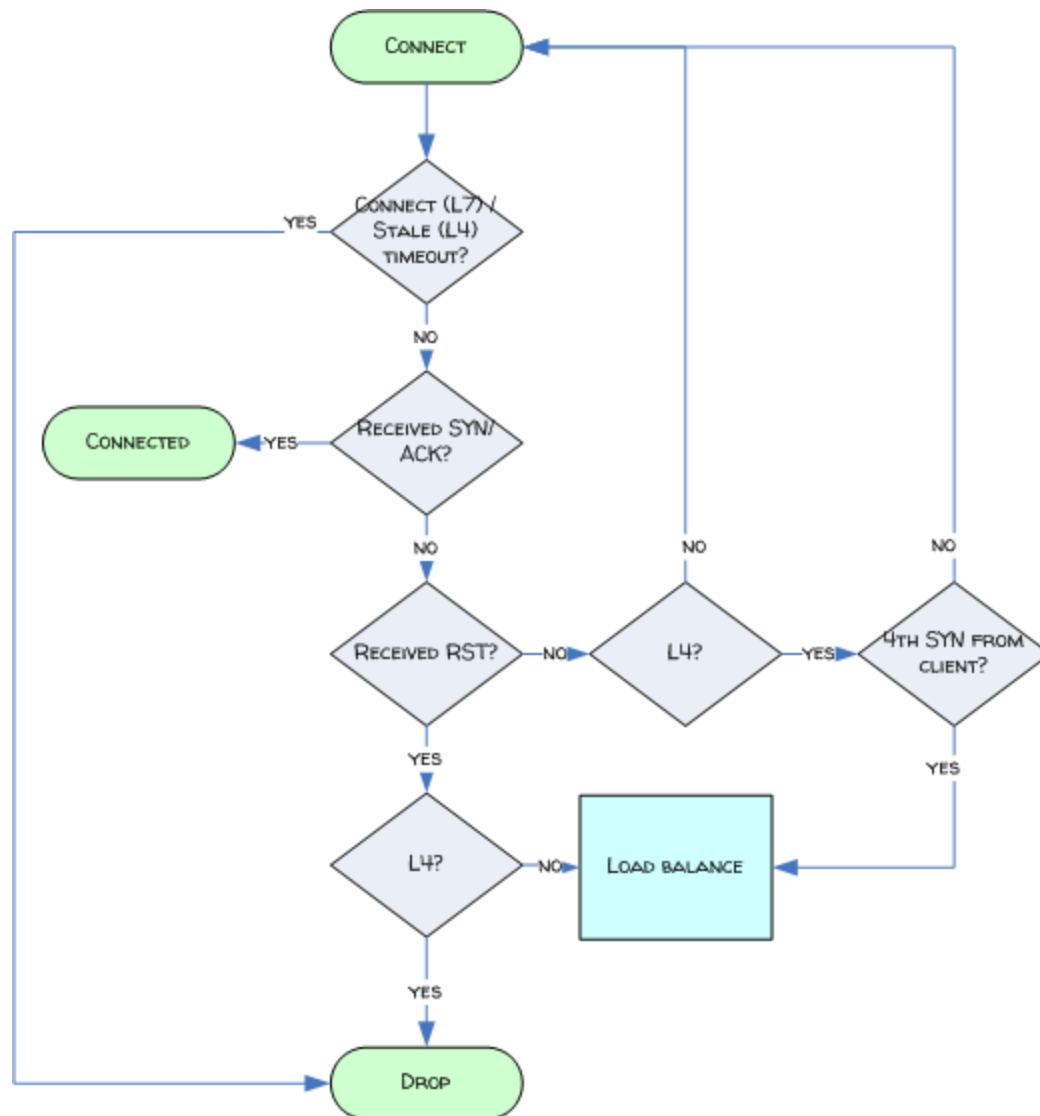 Connect
Connect (L7) /
Stale (L4)
timeout?
YES
NO
Received SYN/
ACK?
YES
Connected
NO
NO
NO
Received RST?
NO
L4?
YES
4th SYN from
client?
YES
YES
L4?
NO
Load balance
YES
Drop